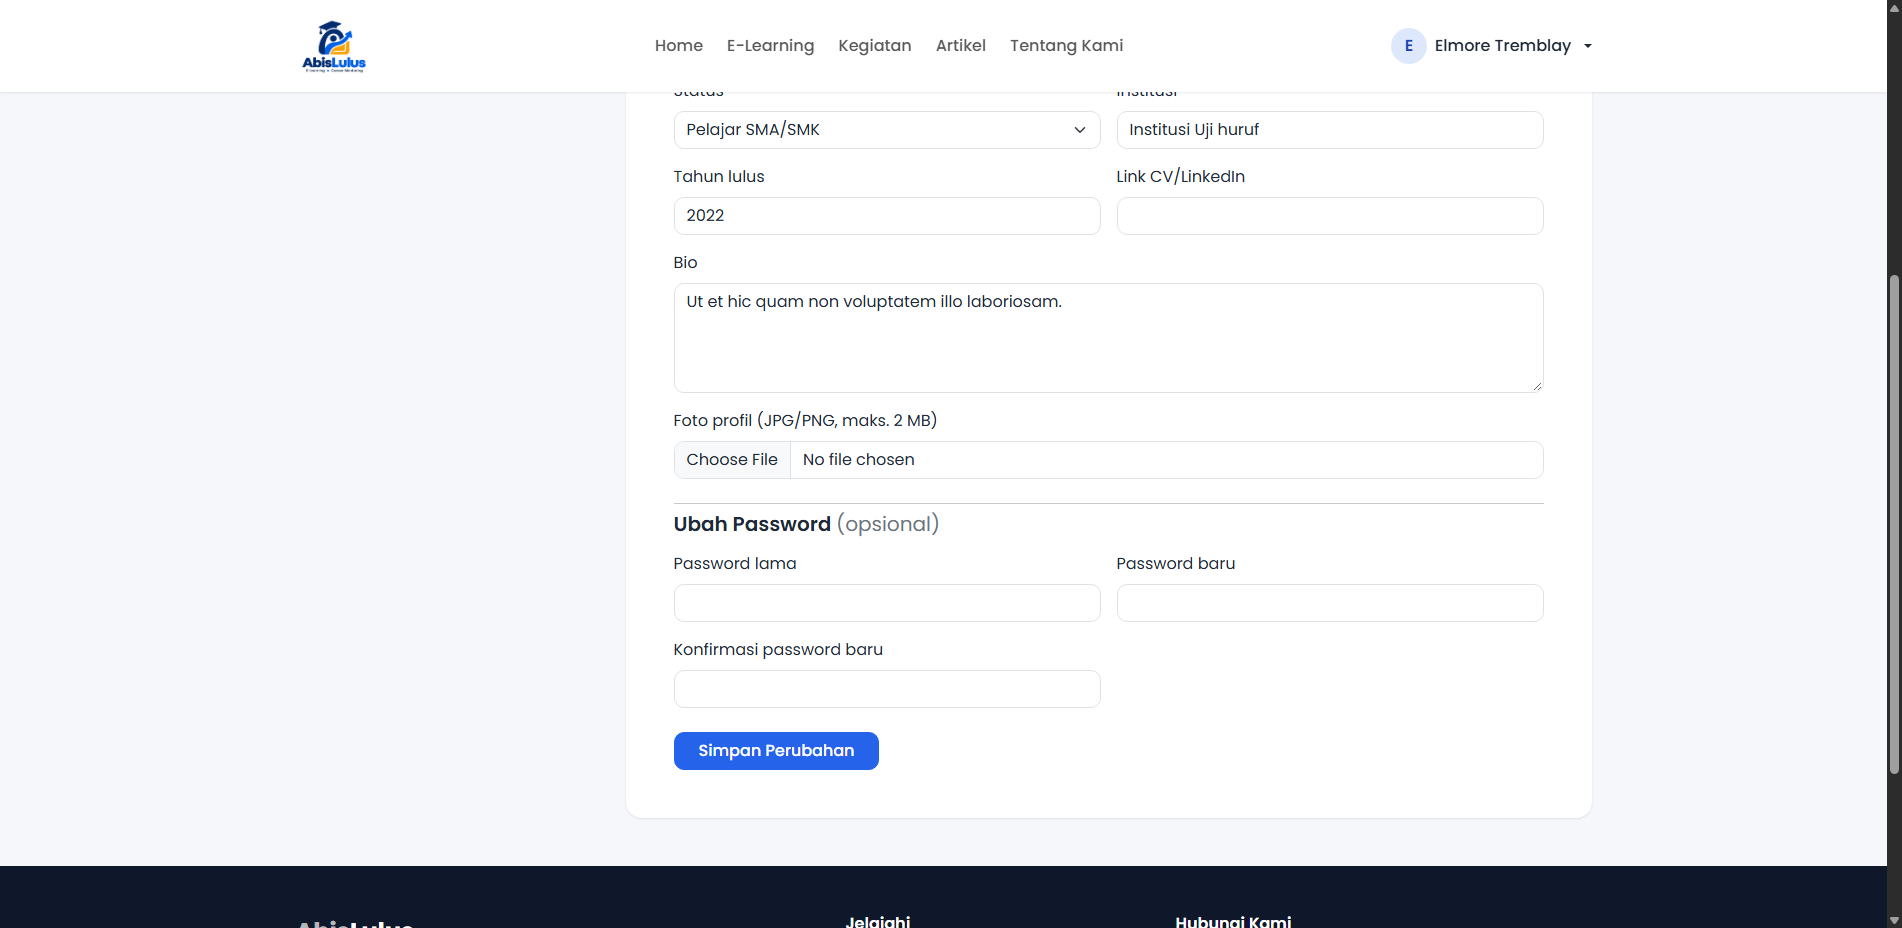 AbisLulus
Home E-Learning Kegiatan Artikel Tentang Kami
E Elmore Tremblay
Status Institusi
Pelajar SMA/SMK Institusi Uji huruf
Tahun lulus Link CV/LinkedIn
2022
Bio
Ut et hic quam non voluptatem illo laboriosam.
Foto profil (JPG/PNG, maks. 2 MB)
Choose File No file chosen
Ubah Password (opsional)
Password lama Password baru
Konfirmasi password baru
Simpan Perubahan
AbisLulus Jelajahi Hubungi Kami